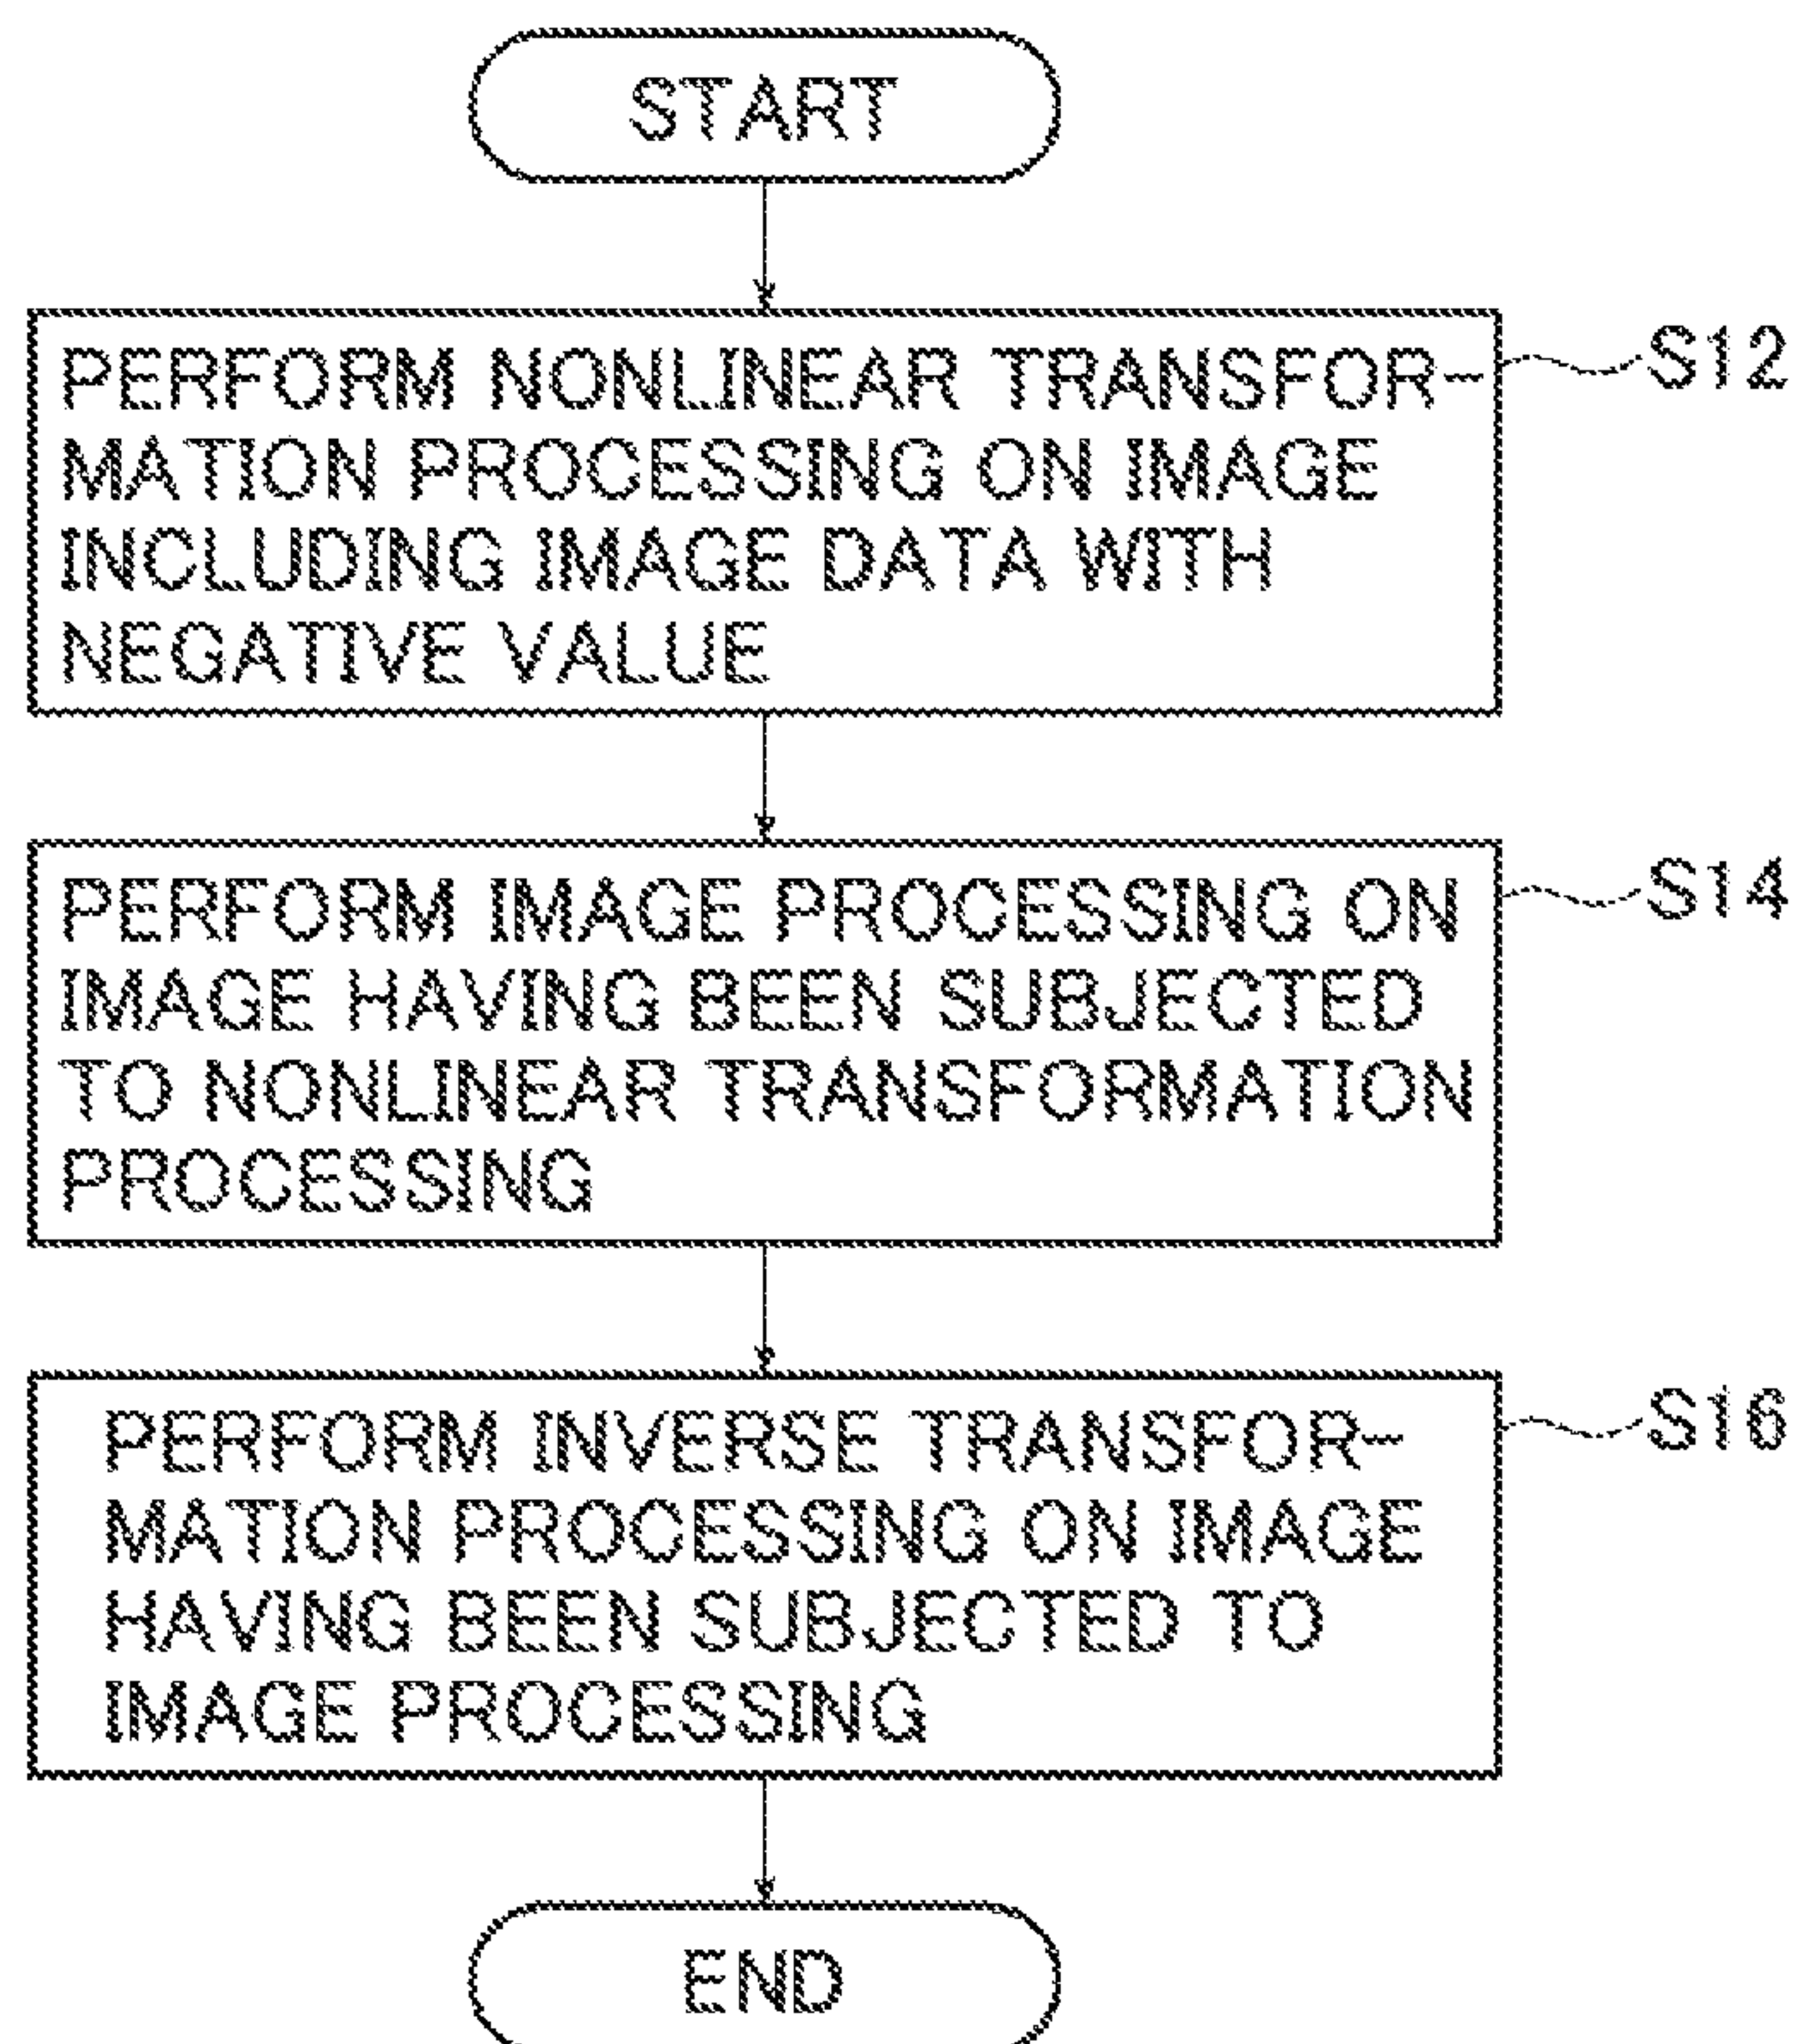 START
PERFORM NONLINEAR TRANSFOR-
MATION PROCESSING ON IMAGE
INCLUDING IMAGE DATA WITH
NEGATIVE VALUE
S12
PERFORM IMAGE PROCESSING ON
IMAGE HAVING BEEN SUBJECTED
TO NONLINEAR TRANSFORMATION
PROCESSING
S14
PERFORM INVERSE TRANSFOR-
MATION PROCESSING ON IMAGE
HAVING BEEN SUBJECTED TO
IMAGE PROCESSING
S16
END